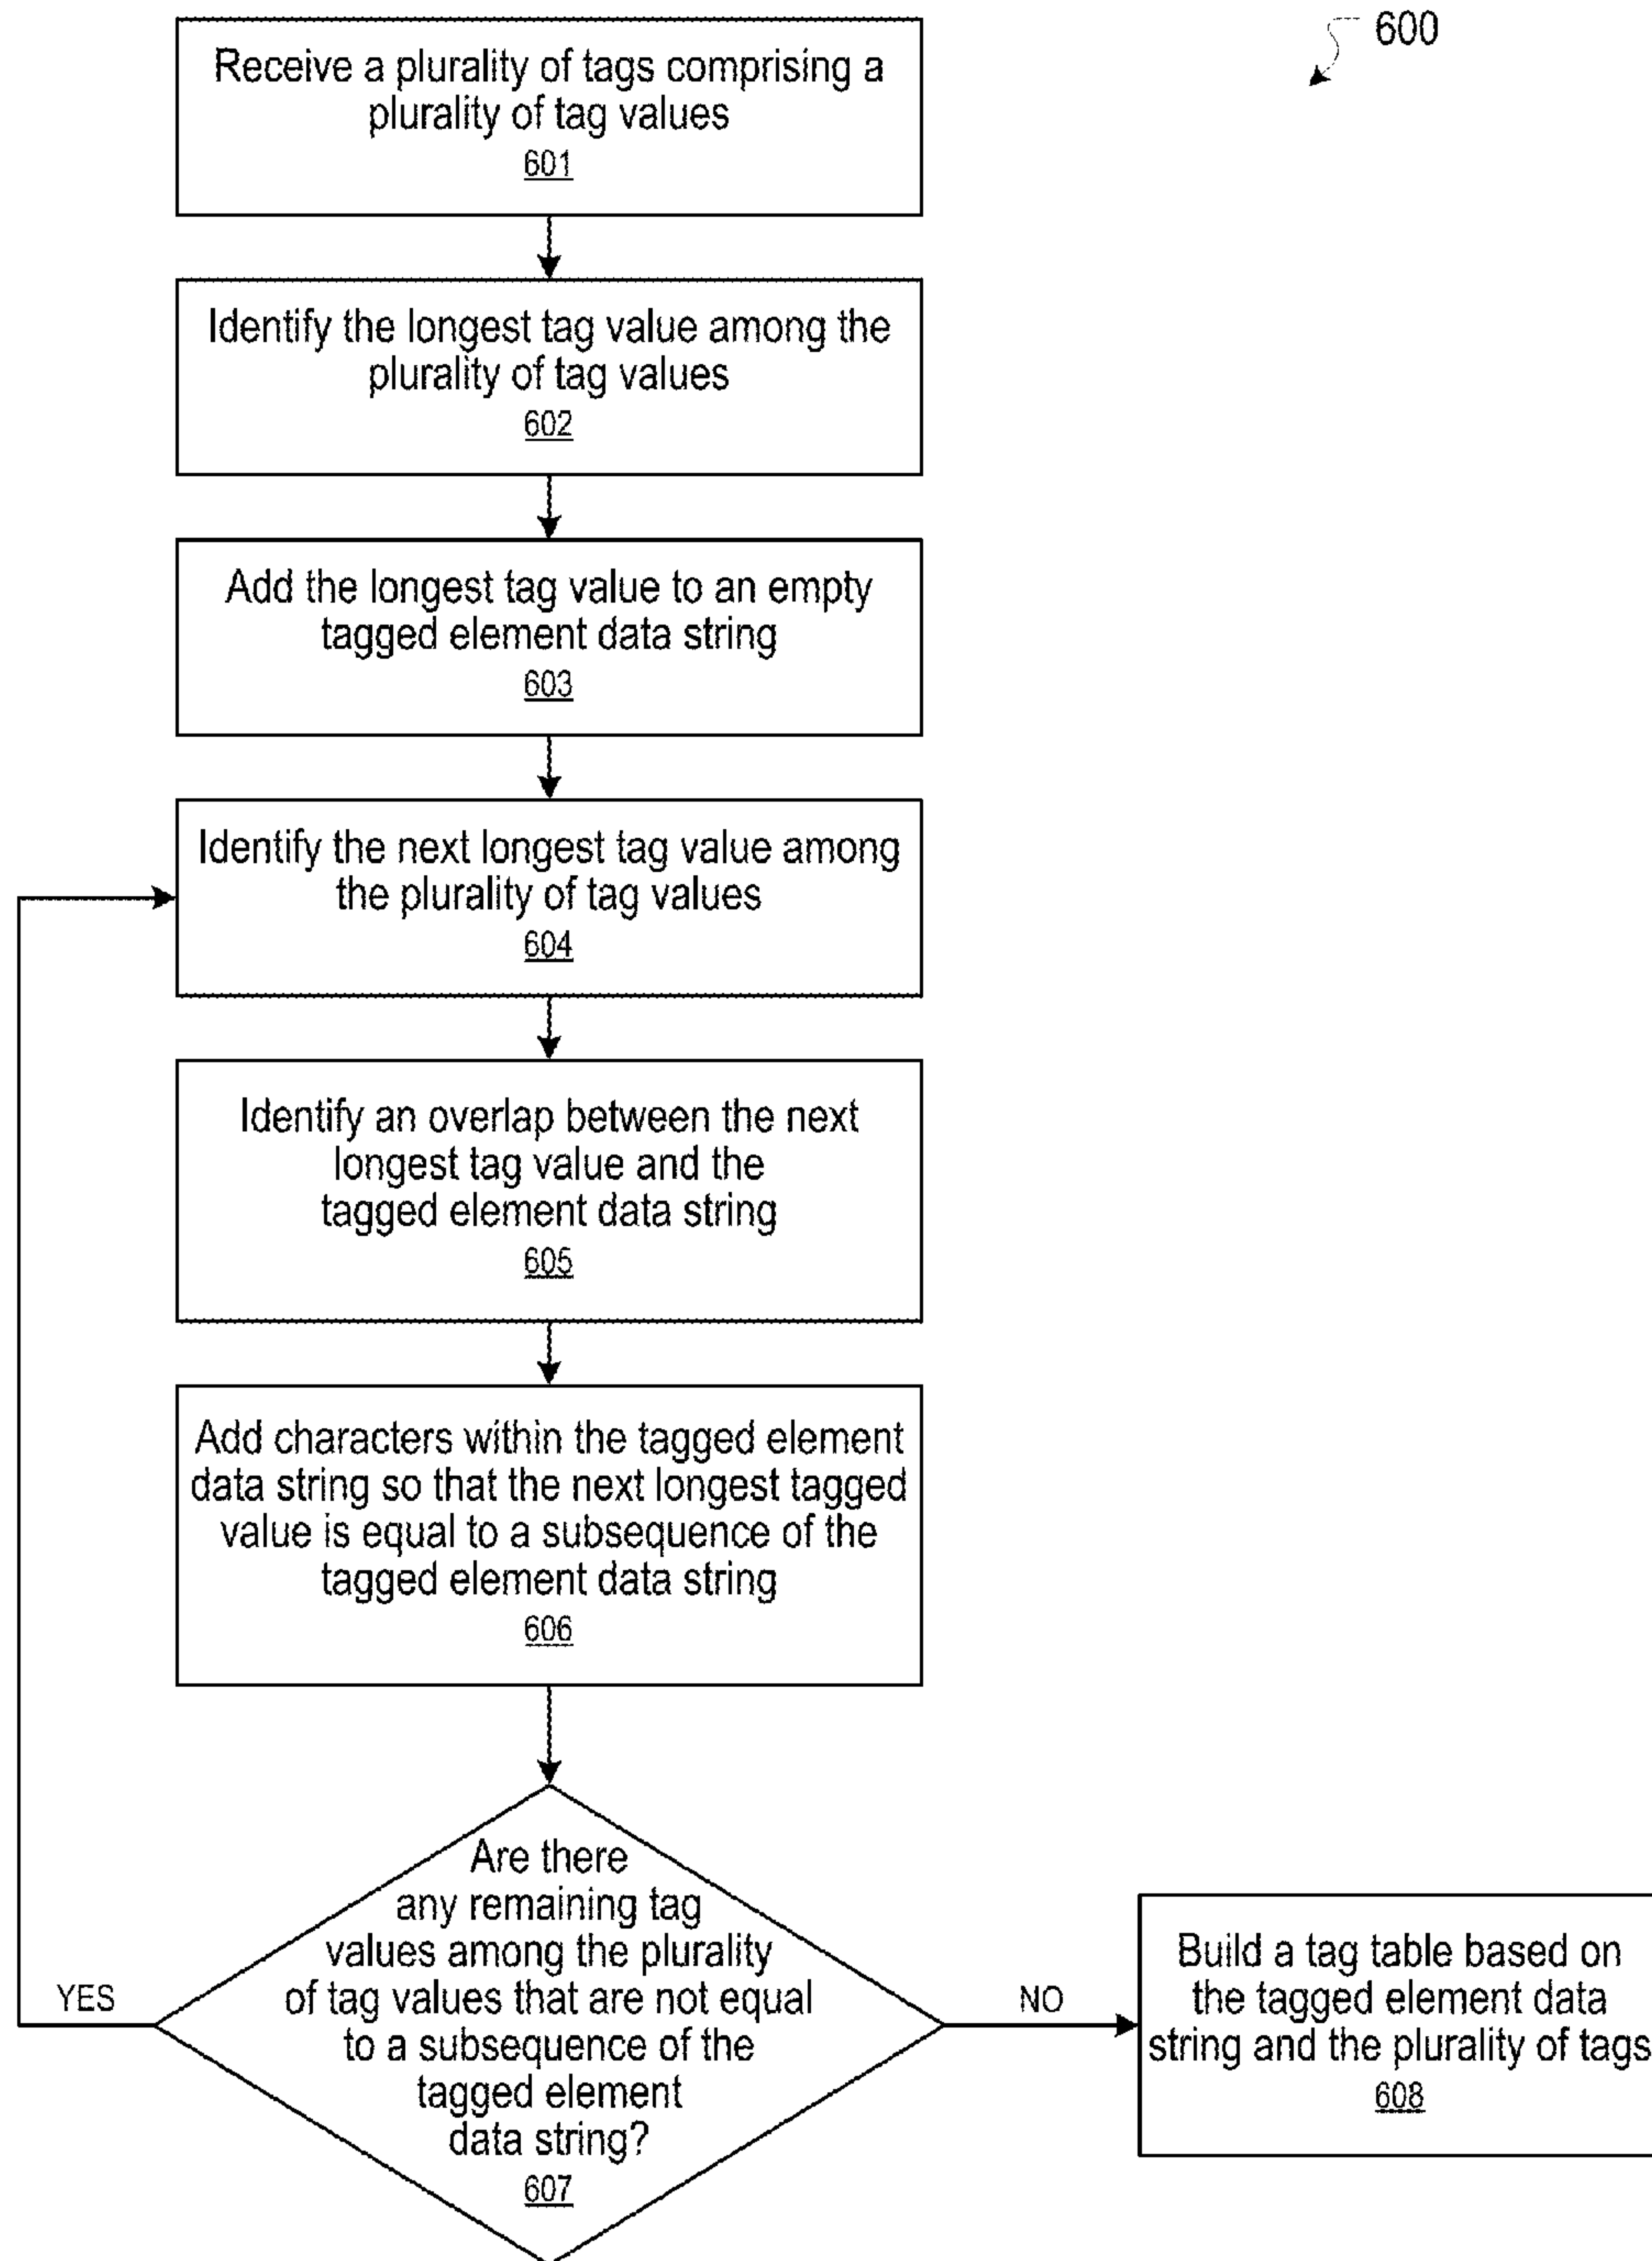 600
Receive a plurality of tags comprising a
plurality of tag values
601
Identify the longest tag value among the
plurality of tag values
602
Add the longest tag value to an empty
tagged element data string
603
Identify the next longest tag value among
the plurality of tag values
604
Identify an overlap between the next
longest tag value and the
tagged element data string
605
Add characters within the tagged element
data string so that the next longest tagged
value is equal to a subsequence of the
tagged element data string
606
Are there
any remaining tag
values among the plurality
of tag values that are not equal
to a subsequence of the
tagged element
data string?
607
YES
NO
Build a tag table based on
the tagged element data
string and the plurality of tags
608